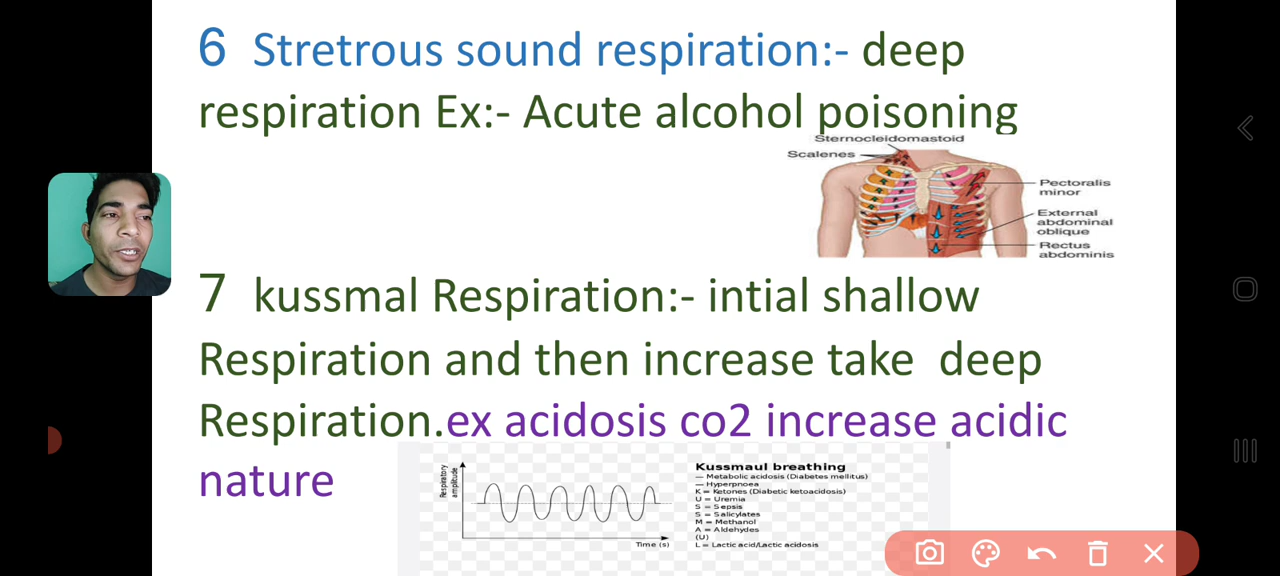 6 Stretrous sound respiration:- deep
respiration Ex:- Acute alcohol poisoning
Sternocleidomastoid
Scalenes
Pectoralis
minor
External
abdominal
oblique
Rectus
abdominis
7 kussmal Respiration:- intial shallow
Respiration and then increase take deep
Respiration.ex acidosis co2 increase acidic
nature
Respiratory
amplitude
Time (s)
Kussmaul breathing
— Metabolic acidosis (Diabetes mellitus)
— Hyperpnoea
K = Ketones (Diabetic ketoacidosis)
U = Uremia
S = Sepsis
S = Salicylates
M = Methanol
A = Aldehydes
(U)
L = Lactic acid/Lactic acidosis